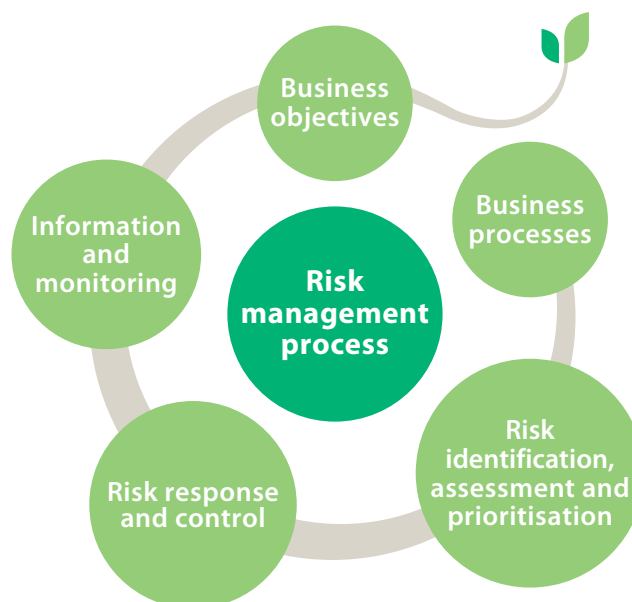 Business
objectives
Business
processes
Risk
identification,
assessment and
prioritisation
Risk response
and control
Information
and
monitoring
Risk
management
process